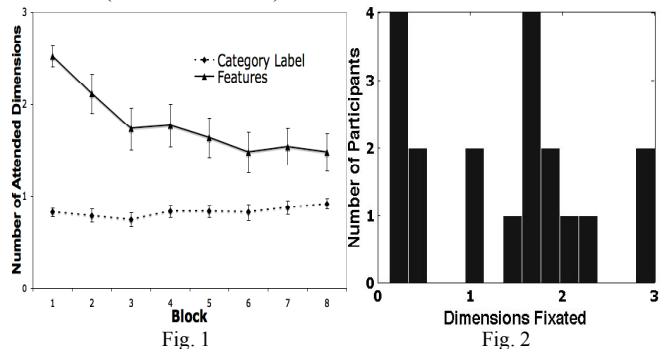 Number of Attended Dimensions
3
2
1
0
Category Label
Features
1 2 3 4 5 6 7 8
Block
Fig. 1
Number of Participants
4
3
2
1
0
0 1 2 3
Dimensions Fixated
Fig. 2